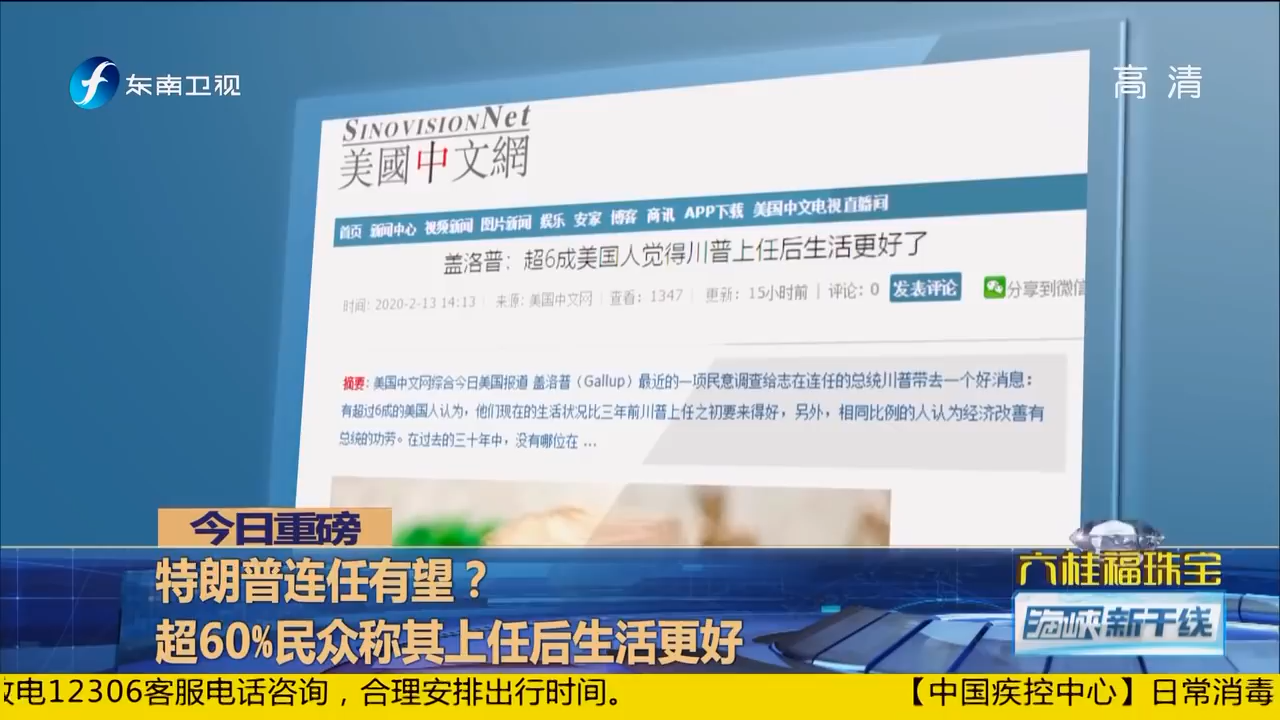 东南卫视
高清
SINOVISIONNet
美國中文網
首页 新闻中心 视频新闻 图片新闻 娱乐 安家 博客 商讯 APP下载 美国中文电视直播间
盖洛普：超6成美国人觉得川普上任后生活更好了
时间: 2020-2-13 14:13 | 来源: 美国中文网 | 查看: 1347 | 更新: 15小时前 | 评论: 0 发表评论 分享到微信
摘要: 美国中文网综合今日美国报道 盖洛普（Gallup）最近的一项民意调查给志在连任的总统川普带去一个好消息：
有超过6成的美国人认为，他们现在的生活状况比三年前川普上任之初要来得好，另外，相同比例的人认为经济改善有
总统的功劳。在过去的三十年中，没有哪位在 ...
今日重磅
特朗普连任有望？
超60%民众称其上任后生活更好
六桂福珠宝
海峡新干线
电12306客服电话咨询，合理安排出行时间。 【中国疾控中心】日常消毒